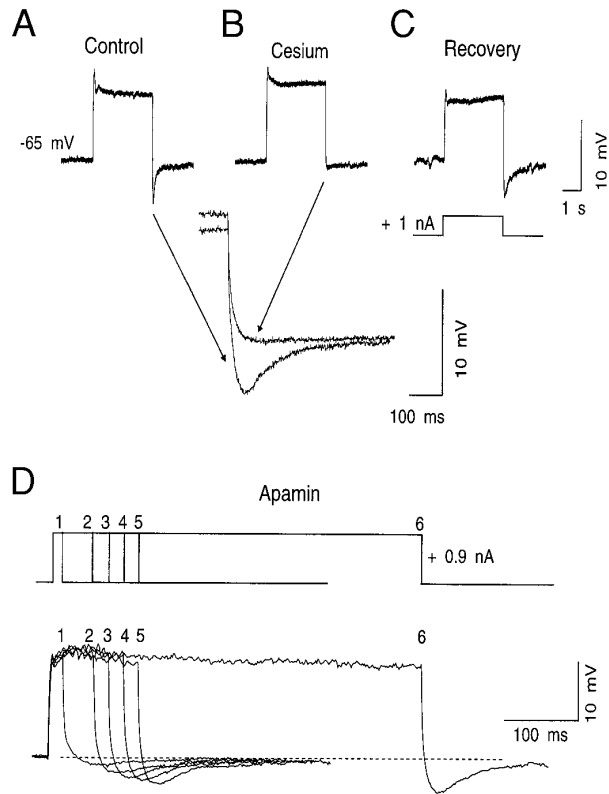 A
B
C
Control
Cesium
Recovery
-65 mV
10 mV
1 s
+ 1 nA
10 mV
100 ms
D
Apamin
1 2 3 4 5 6
+ 0.9 nA
1 2 3 4 5 6
10 mV
100 ms